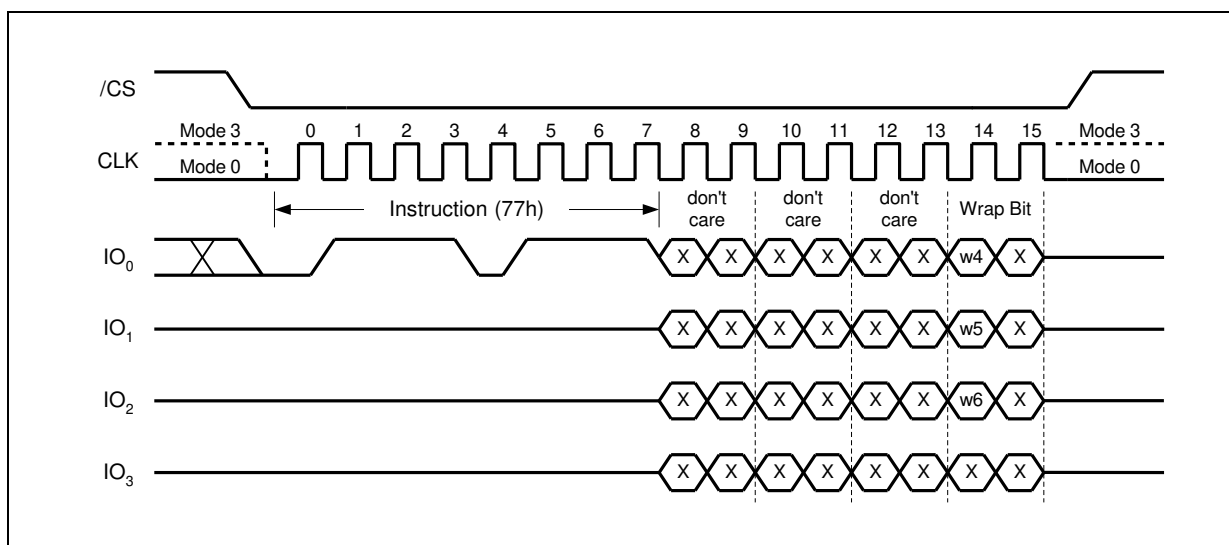 /CS
Mode 3 0 1 2 3 4 5 6 7 8 9 10 11 12 13 14 15 Mode 3
CLK
Mode 0 Mode 0
Instruction (77h) don't care don't care don't care Wrap Bit
IO0 X X X X X X w4 X
IO1 X X X X X X w5 X
IO2 X X X X X X w6 X
IO3 X X X X X X X X